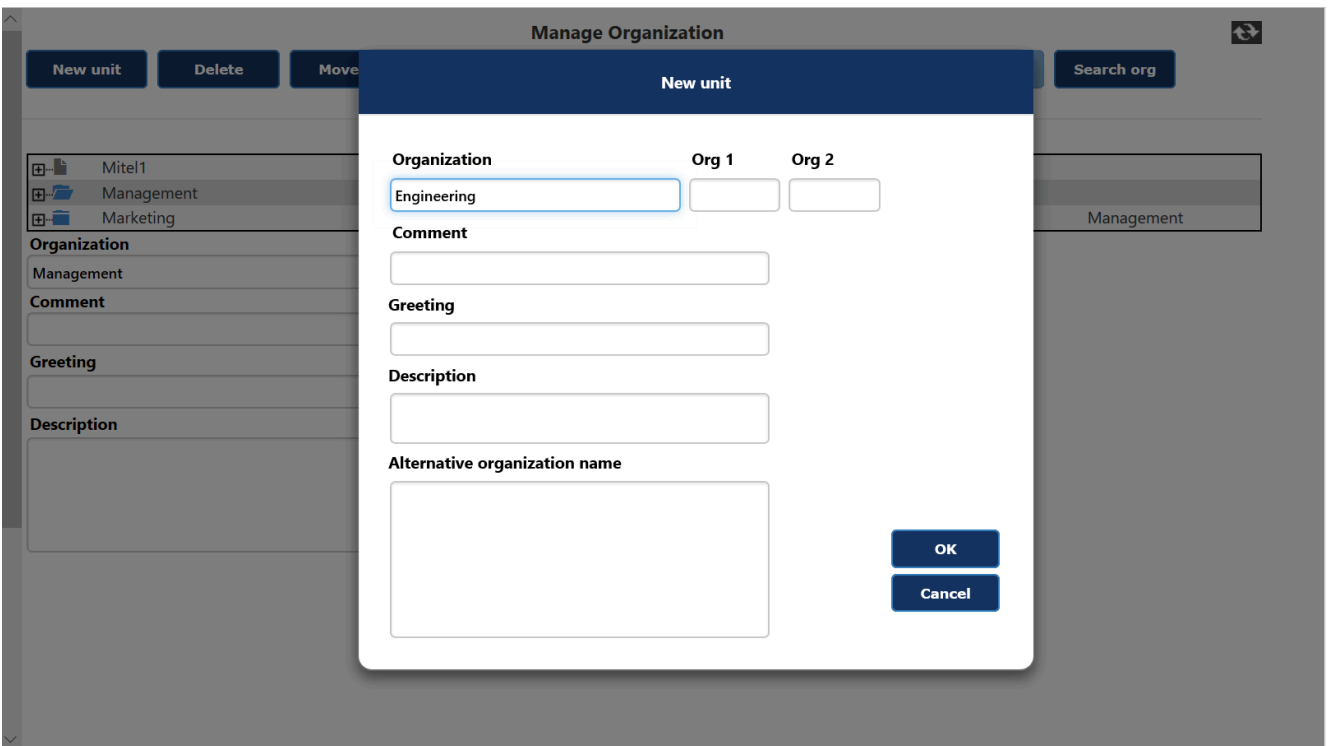 Manage Organization
New unit
Delete
Move
Search org
New unit
Organization
Org 1
Org 2
Engineering
Comment
Greeting
Description
Alternative organization name
OK
Cancel
Mitel1
Management
Marketing
Management
Organization
Management
Comment
Greeting
Description